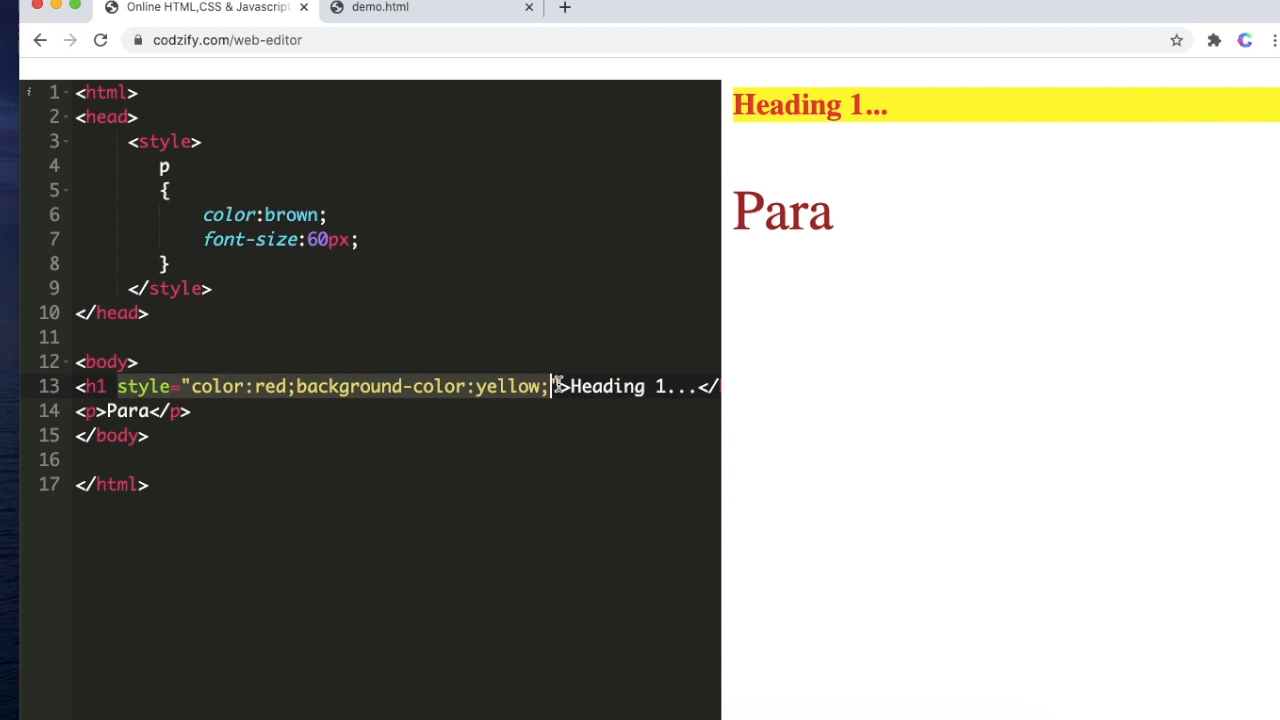 Online HTML,CSS & Javascript
demo.html
codzify.com/web-editor
1 <html>
2 <head>
3 <style>
4 p
5 {
6 color:brown;
7 font-size:60px;
8 }
9 </style>
10 </head>
11
12 <body>
13 <h1 style="color:red;background-color:yellow;">Heading 1...</
14 <p>Para</p>
15 </body>
16
17 </html>
Heading 1...
Para